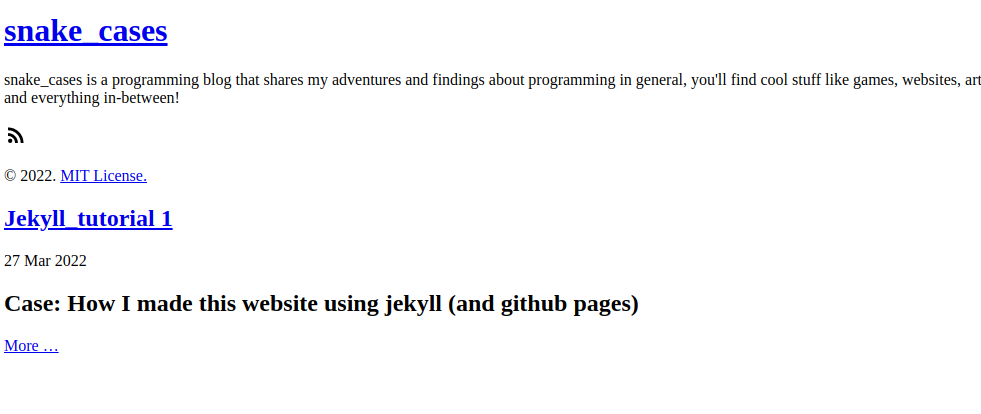 snake_cases
snake_cases is a programming blog that shares my adventures and findings about programming in general, you'll find cool stuff like games, websites, art
and everything in-between!
© 2022. MIT License.
Jekyll_tutorial 1
27 Mar 2022
Case: How I made this website using jekyll (and github pages)
More …